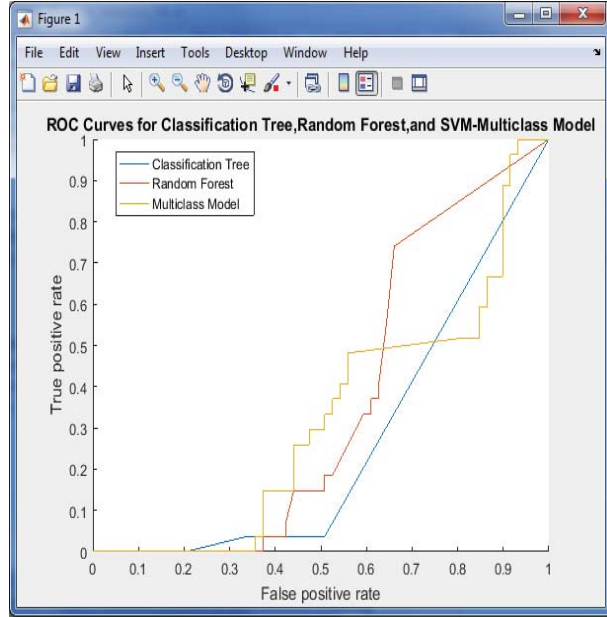 Figure 1
File Edit View Insert Tools Desktop Window Help
ROC Curves for Classification Tree,Random Forest,and SVM-Multiclass Model
Classification Tree
Random Forest
Multiclass Model
1
0.9
0.8
0.7
0.6
0.5
0.4
0.3
0.2
0.1
0
True positive rate
0 0.1 0.2 0.3 0.4 0.5 0.6 0.7 0.8 0.9 1
False positive rate